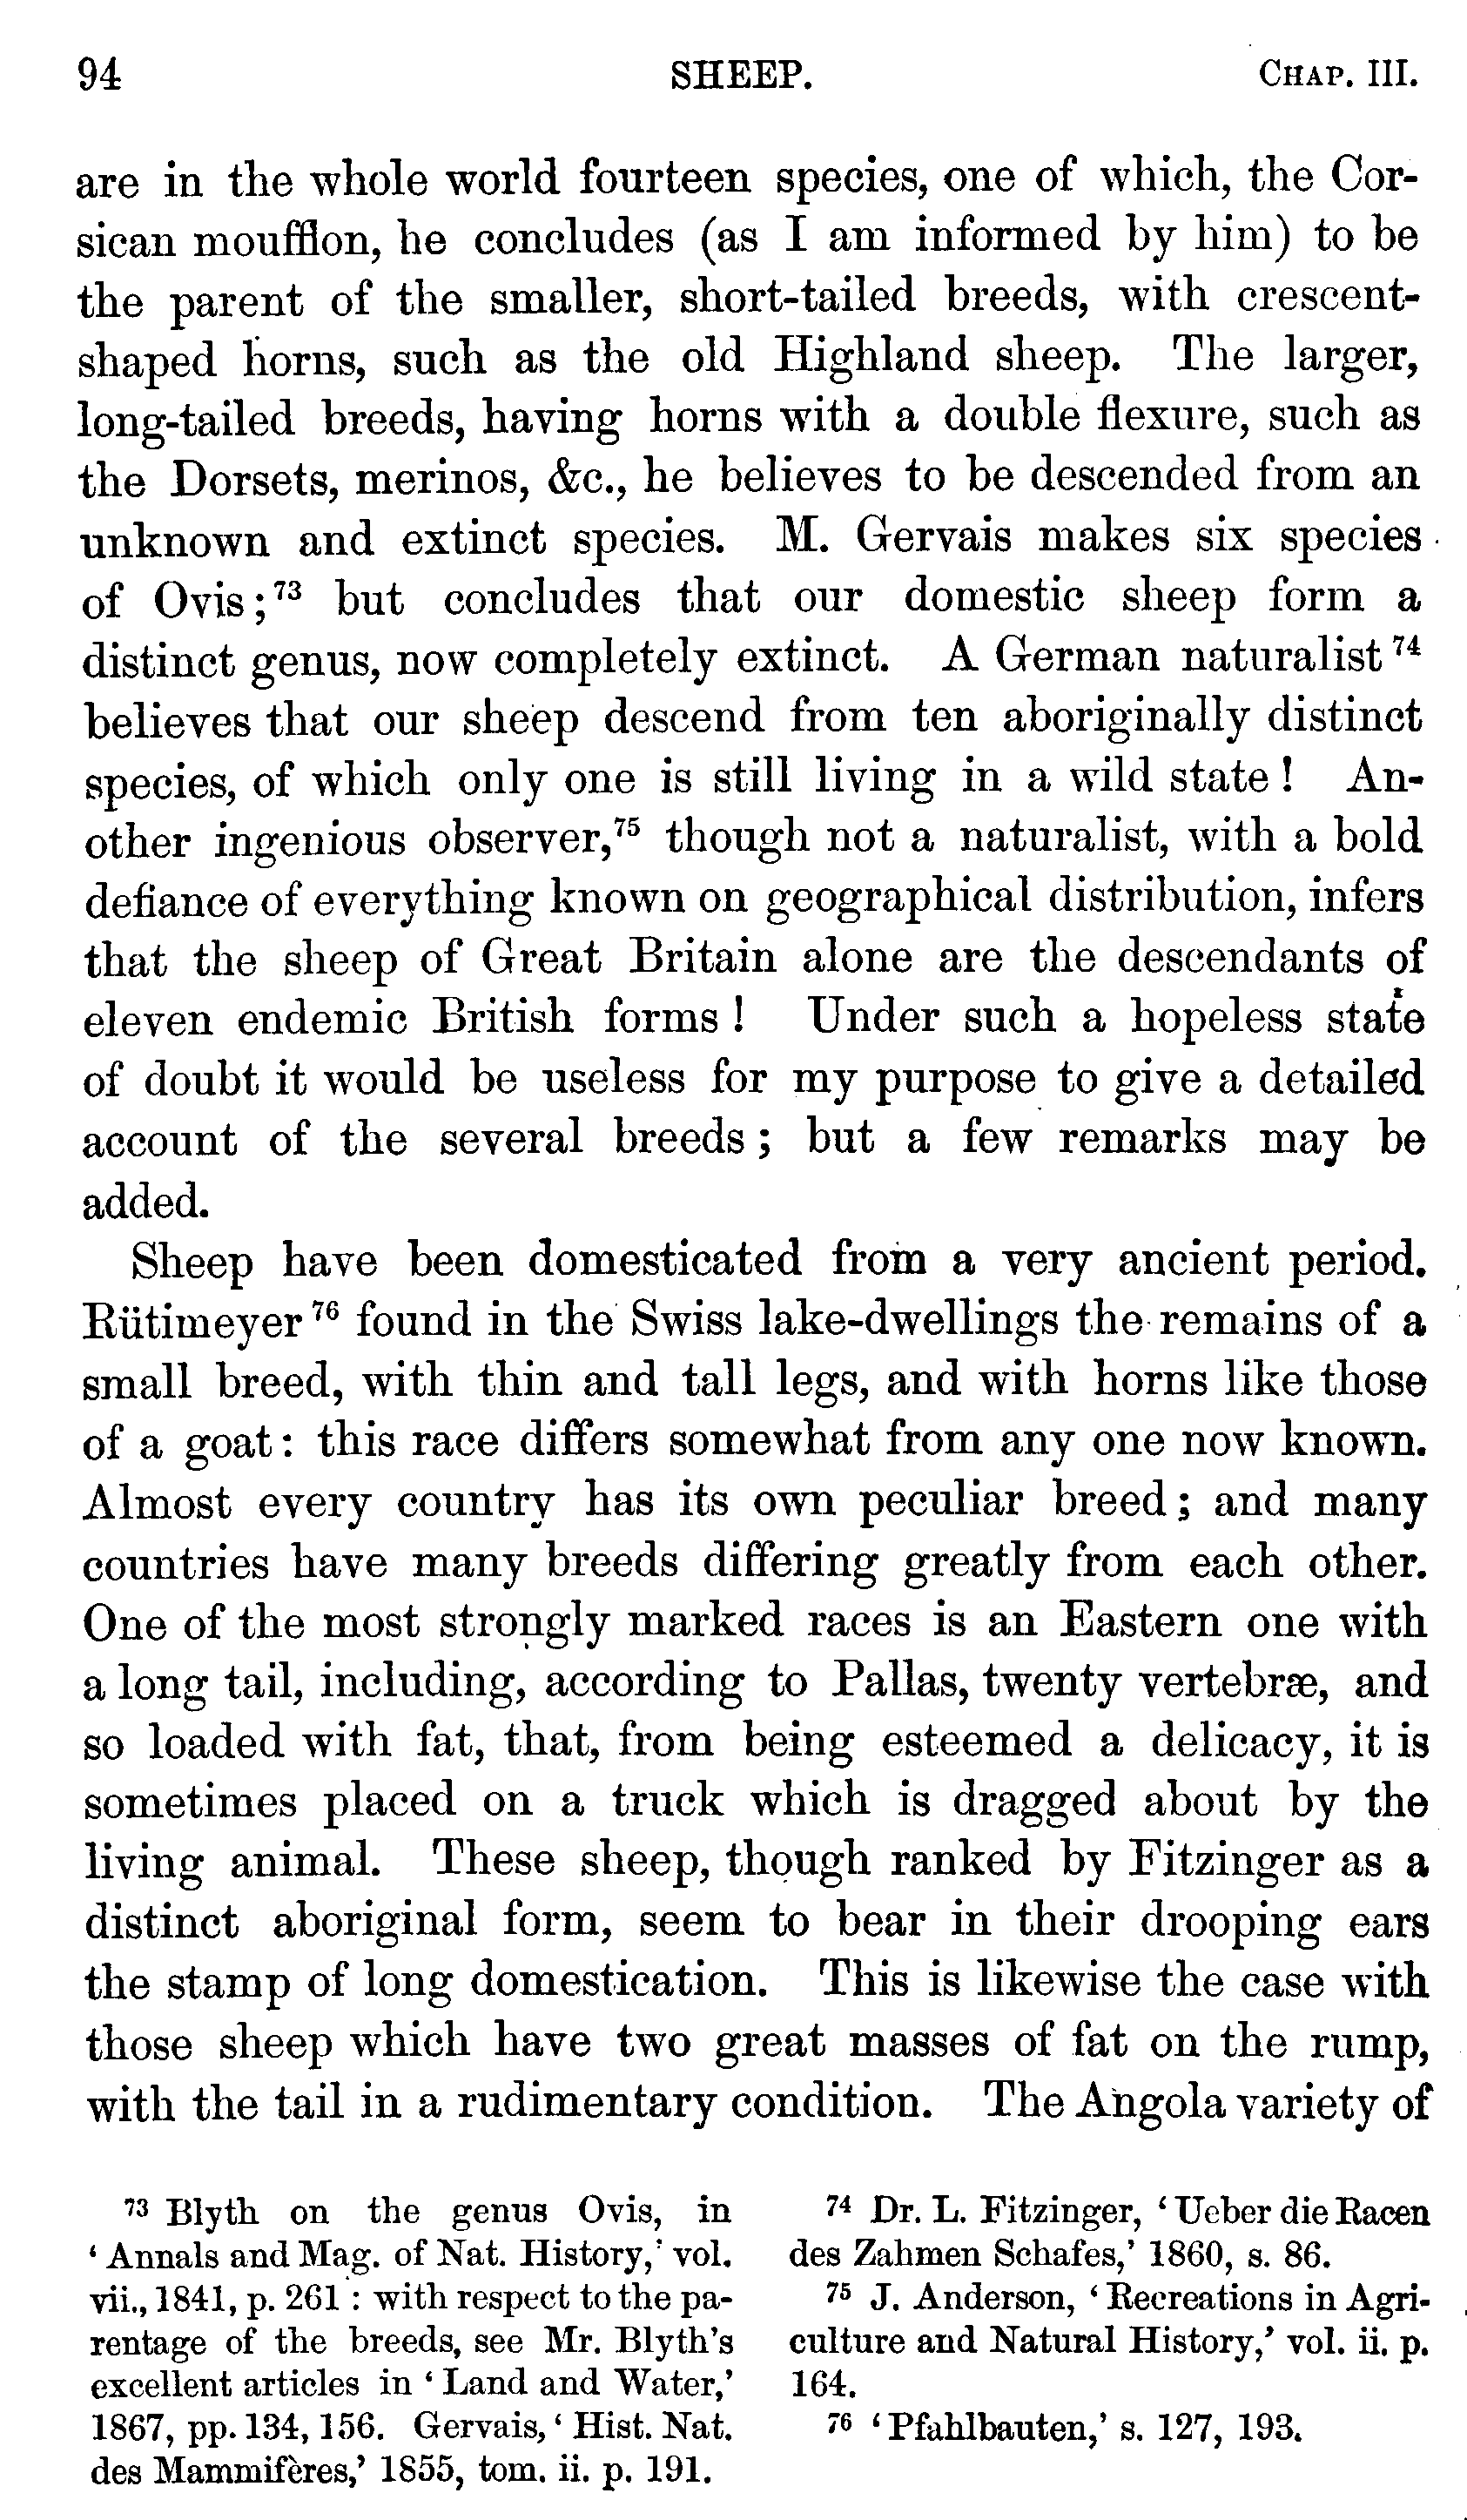 94 SHEEP. CHAP. III.
are in the whole world fourteen species, one of which, the Cor-
sican moufflon, he concludes (as I am informed by him) to be
the parent of the smaller, short-tailed breeds, with crescent-
shaped horns, such as the old Highland sheep. The larger,
long-tailed breeds, having horns with a double flexure, such as
the Dorsets, merinos, &c., he believes to be descended from an
unknown and extinct species. M. Gervais makes six species
of Ovis;⁷³ but concludes that our domestic sheep form a
distinct genus, now completely extinct. A German naturalist ⁷⁴
believes that our sheep descend from ten aboriginally distinct
species, of which only one is still living in a wild state! An-
other ingenious observer,⁷⁵ though not a naturalist, with a bold
defiance of everything known on geographical distribution, infers
that the sheep of Great Britain alone are the descendants of
eleven endemic British forms! Under such a hopeless state
of doubt it would be useless for my purpose to give a detailed
account of the several breeds; but a few remarks may be
added.
Sheep have been domesticated from a very ancient period.
Rütimeyer ⁷⁶ found in the Swiss lake-dwellings the remains of a
small breed, with thin and tall legs, and with horns like those
of a goat: this race differs somewhat from any one now known.
Almost every country has its own peculiar breed; and many
countries have many breeds differing greatly from each other.
One of the most strongly marked races is an Eastern one with
a long tail, including, according to Pallas, twenty vertebræ, and
so loaded with fat, that, from being esteemed a delicacy, it is
sometimes placed on a truck which is dragged about by the
living animal. These sheep, though ranked by Fitzinger as a
distinct aboriginal form, seem to bear in their drooping ears
the stamp of long domestication. This is likewise the case with
those sheep which have two great masses of fat on the rump,
with the tail in a rudimentary condition. The Angola variety of
⁷³ Blyth on the genus Ovis, in
‘Annals and Mag. of Nat. History,’ vol.
vii., 1841, p. 261: with respect to the pa-
rentage of the breeds, see Mr. Blyth's
excellent articles in ‘Land and Water,’
1867, pp. 134, 156. Gervais, ‘Hist. Nat.
des Mammifères,’ 1855, tom. ii. p. 191.
⁷⁴ Dr. L. Fitzinger, ‘Ueber die Racen
des Zahmen Schafes,’ 1860, s. 86.
⁷⁵ J. Anderson, ‘Recreations in Agri-
culture and Natural History,’ vol. ii. p.
164.
⁷⁶ ‘Pfahlbauten,’ s. 127, 193.